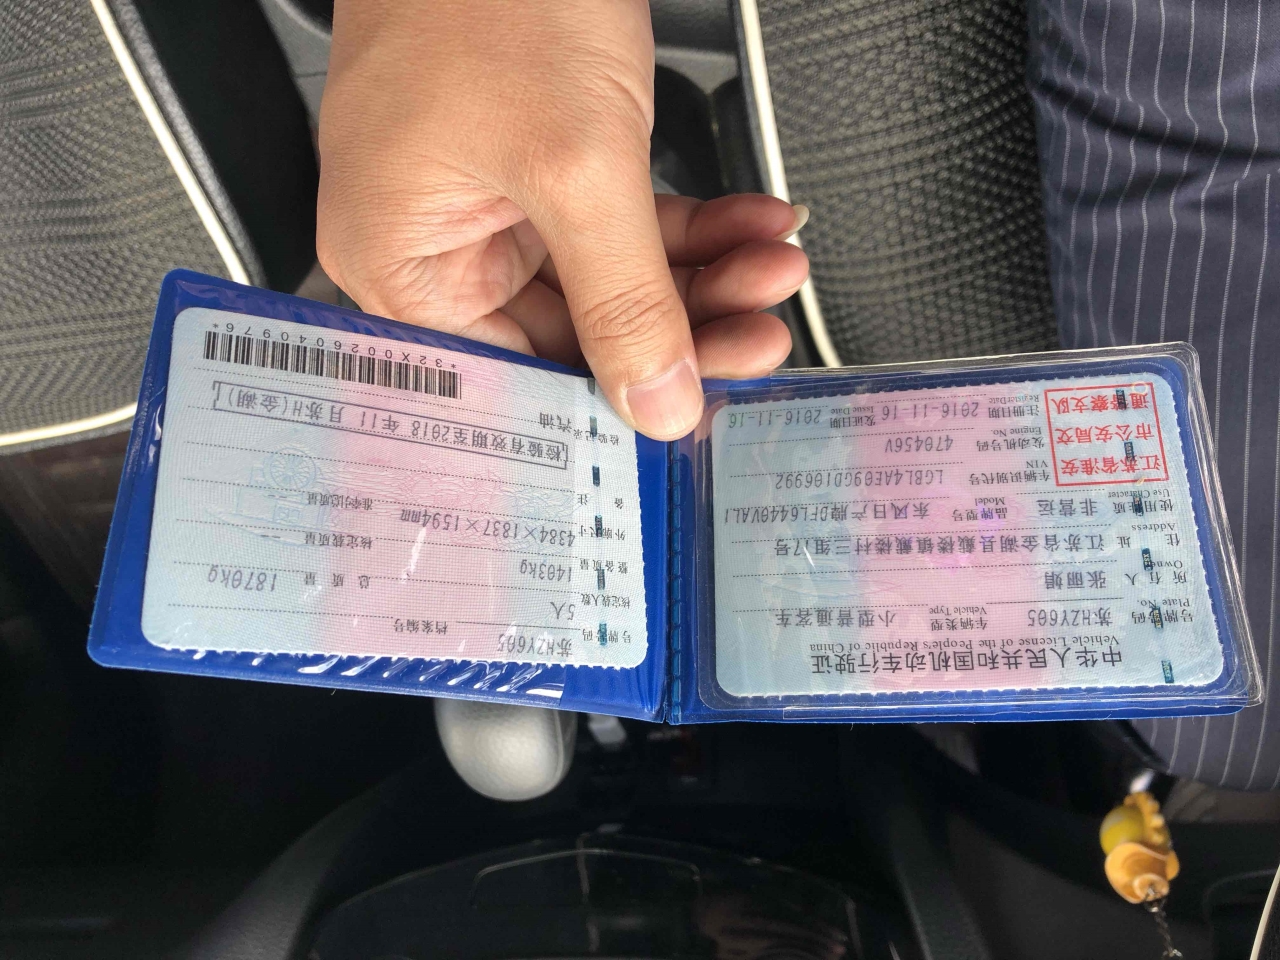 中华人民共和国机动车行驶证
Vehicle License of the People's Republic of China
号牌号码 苏HZY605 车辆类型 小型普通客车
Plate No. Vehicle Type
所有人 张丽娟
Owner
住址 江苏省金湖县戴楼镇戴楼村三组77号
Address
使用性质 非营运 品牌型号 东风日产牌DFL6440VAL1
Use Character Model
江苏省淮安
市公安局交
通警察支队
车辆识别代号 LGBL4AE09GD106992
VIN
发动机号码 470456V
Engine No.
注册日期 2016-11-16 发证日期 2016-11-16
Register Date Issue Date
号牌号码 苏HZY605 档案编号
核定载人数 5人 总质量 1870kg
整备质量 1403kg 核定载质量
外廓尺寸 4384×1837×1594mm 准牵引总质量
备注
检验有效期至2018年11月苏H(金湖)
检验记录 汽油
*32X0026040976*